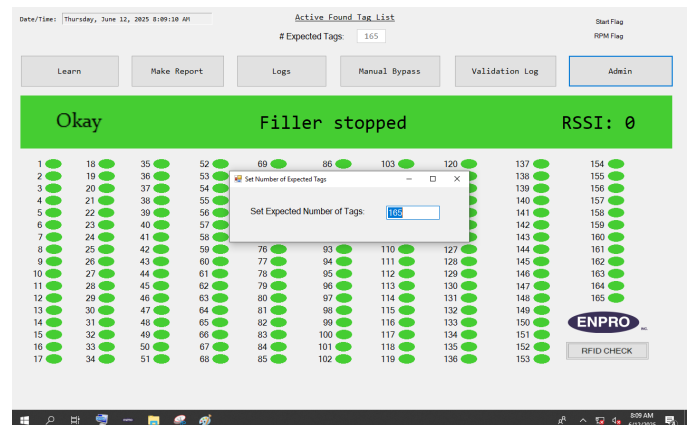 Date/Time: Thursday, June 12, 2025 8:09:10 AM
Active Found Tag List
Start Flag
# Expected Tags: 165
RPM Flag
Learn Make Report Logs Manual Bypass Validation Log Admin
Okay Filler stopped RSSI: 0
1 18 35 52 69 86 103 120 137 154
2 19 36 53 138 155
Set Number of Expected Tags
3 20 37 54 139 156
4 21 38 55 140 157
Set Expected Number of Tags: 165
5 22 39 56 141 158
6 23 40 57 142 159
7 24 41 58 143 160
8 25 42 59 76 93 110 127 144 161
9 26 43 60 77 94 111 128 145 162
10 27 44 61 78 95 112 129 146 163
11 28 45 62 79 96 113 130 147 164
12 29 46 63 80 97 114 131 148 165
13 30 47 64 81 98 115 132 149
14 31 48 65 82 99 116 133 150
ENPRO INC.
15 32 49 66 83 100 117 134 151
16 33 50 67 84 101 118 135 152
RFID CHECK
17 34 51 68 85 102 119 136 153
8:09 AM
6/12/2025